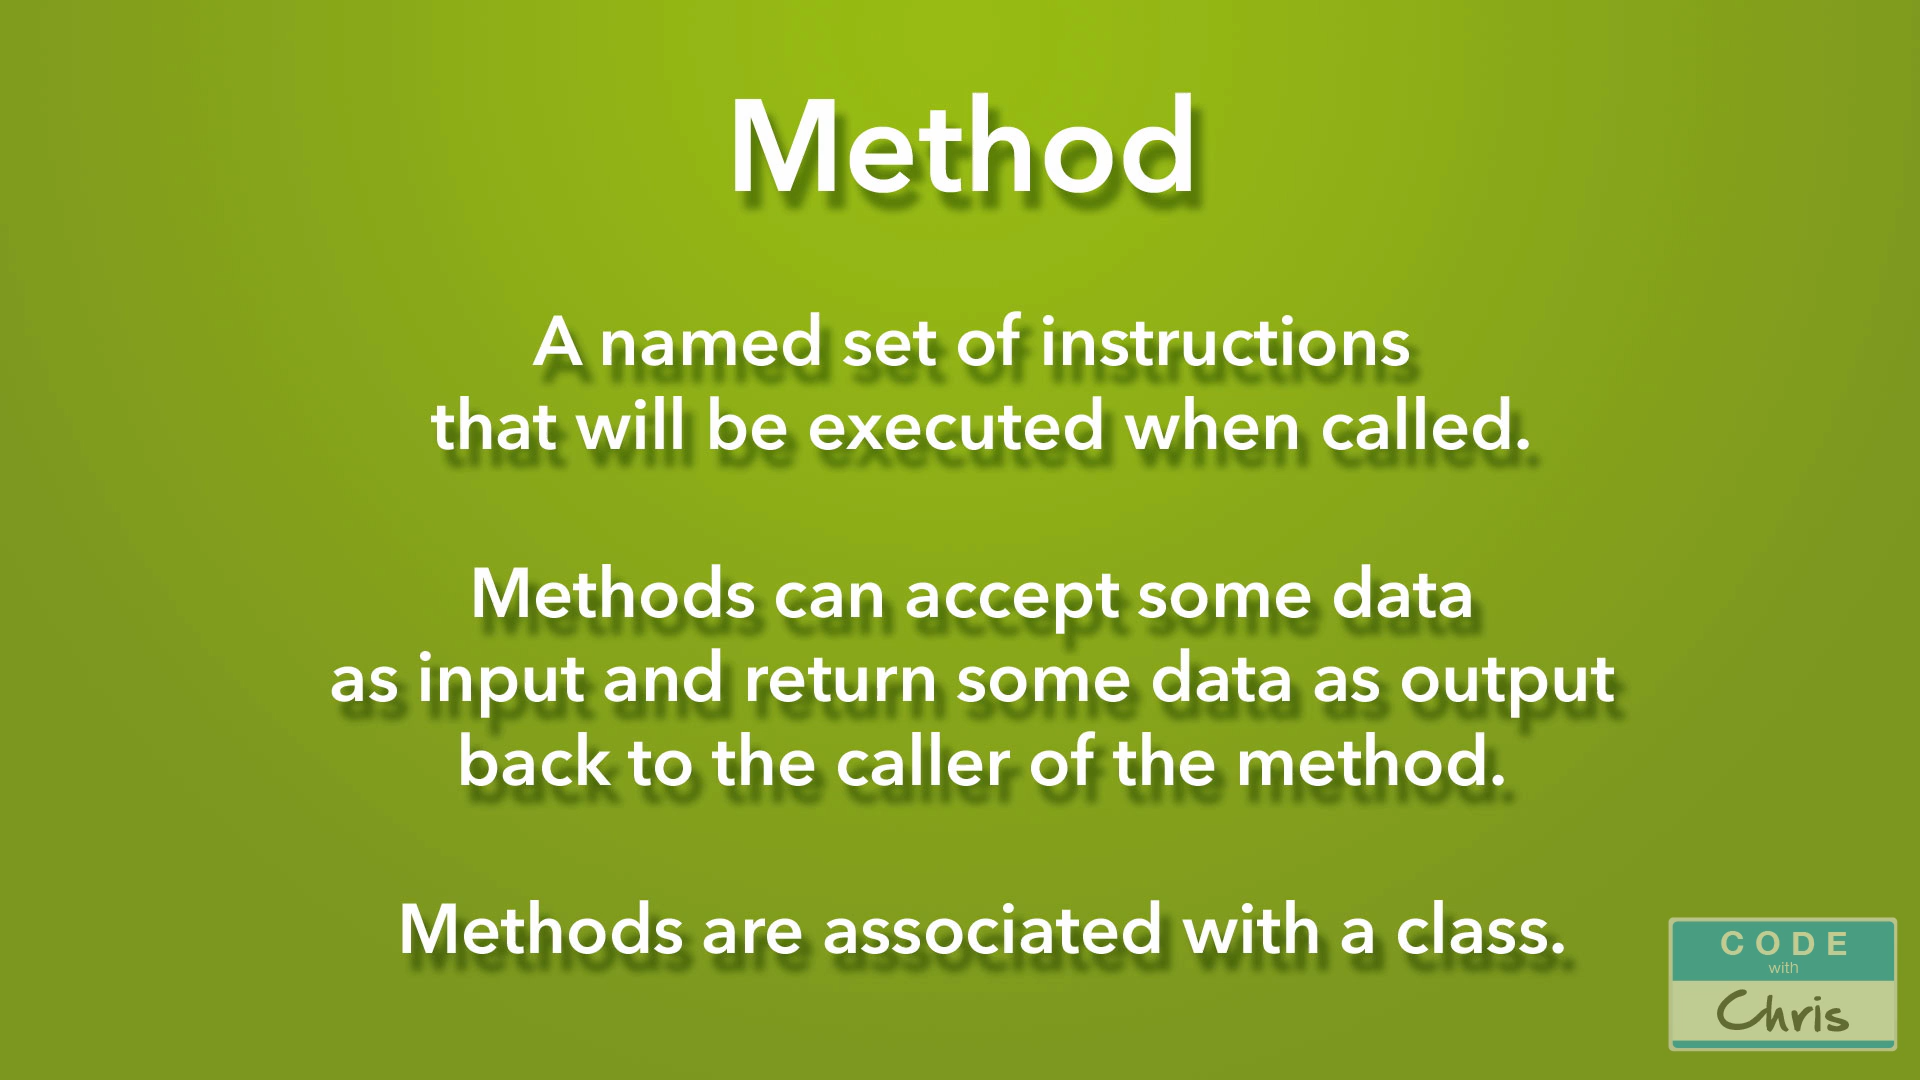 Method
A named set of instructions
that will be executed when called.
Methods can accept some data
as input and return some data as output
back to the caller of the method.
Methods are associated with a class.
CODE
with
Chris